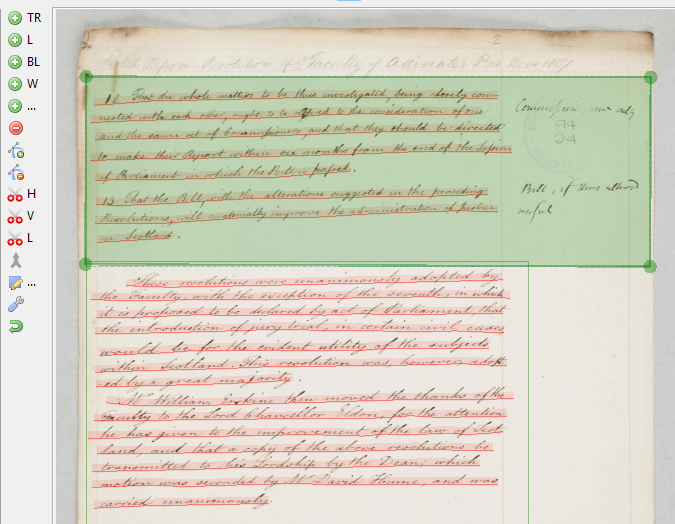 TR
L
BL
W
...
H
V
L
...
2
Reform Resolutions of Faculty of Advocates
12 That the whole matters to be thus investigated, being closely con-
nected with each other, ought to be referred to the consideration of one
and the same set of Commissioners, and that they should be directed
to make their Report within six months from the end of the Session
of Parliament in which the Bill is passed.
13 That the Bill, with the alterations suggested in the preceding
Resolutions, will materially improve the administration of Justice
in Scotland.
94
24
Bill, if thus altered
useful
These resolutions were unanimously adopted by
the Faculty, with the exception of the seventh, in which
it is proposed to be declared by act of Parliament, that
the introduction of jury trial, in certain civil cases
would be for the evident utility of the subjects
within Scotland. This resolution was, however, adopt
ed by a great majority.
Mr William Erskine then moved the thanks of the
Faculty to the Lord Chancellor Eldon, for the attention
he has given to the improvement of the law of Scot
land, and that a copy of the above resolutions be
transmitted to his Lordship by the Dean; which
motion was seconded by Mr David Hume, and was
carried unanimously.